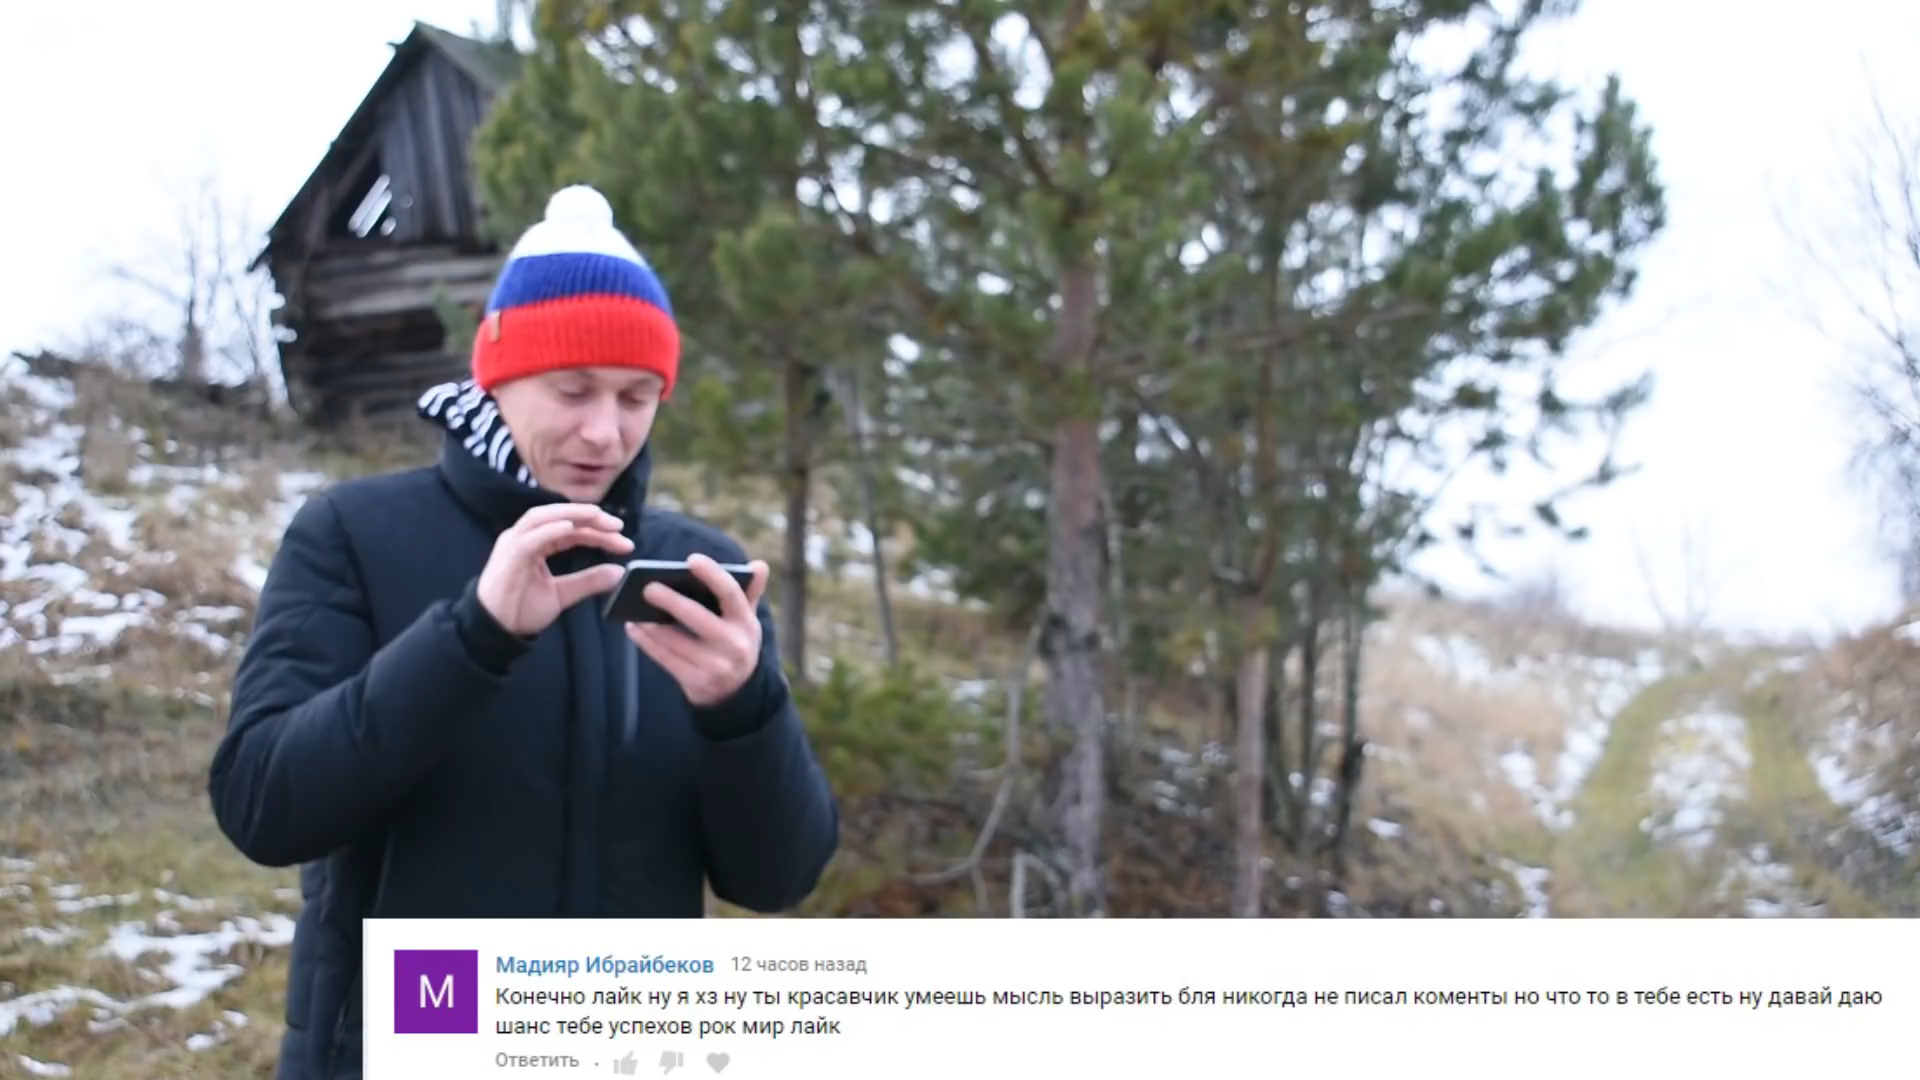 М
Мадияр Ибрайбеков 12 часов назад
Конечно лайк ну я хз ну ты красавчик умеешь мысль выразить бля никогда не писал коменты но что то в тебе есть ну давай даю
шанс тебе успехов рок мир лайк
Ответить ·